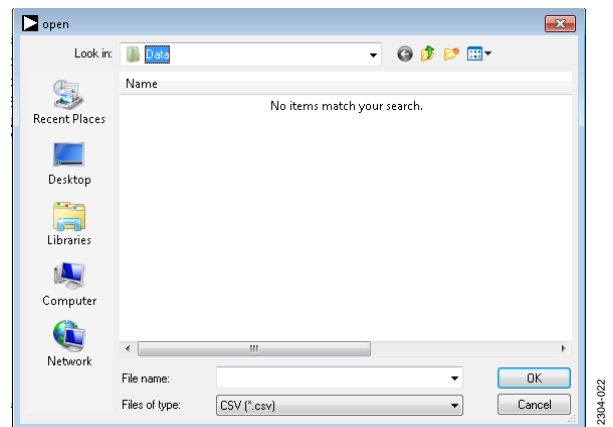 open
Look in:
Data
Name
No items match your search.
Recent Places
Desktop
Libraries
Computer
Network
File name:
OK
Files of type:
CSV (*.csv)
Cancel
2304-022